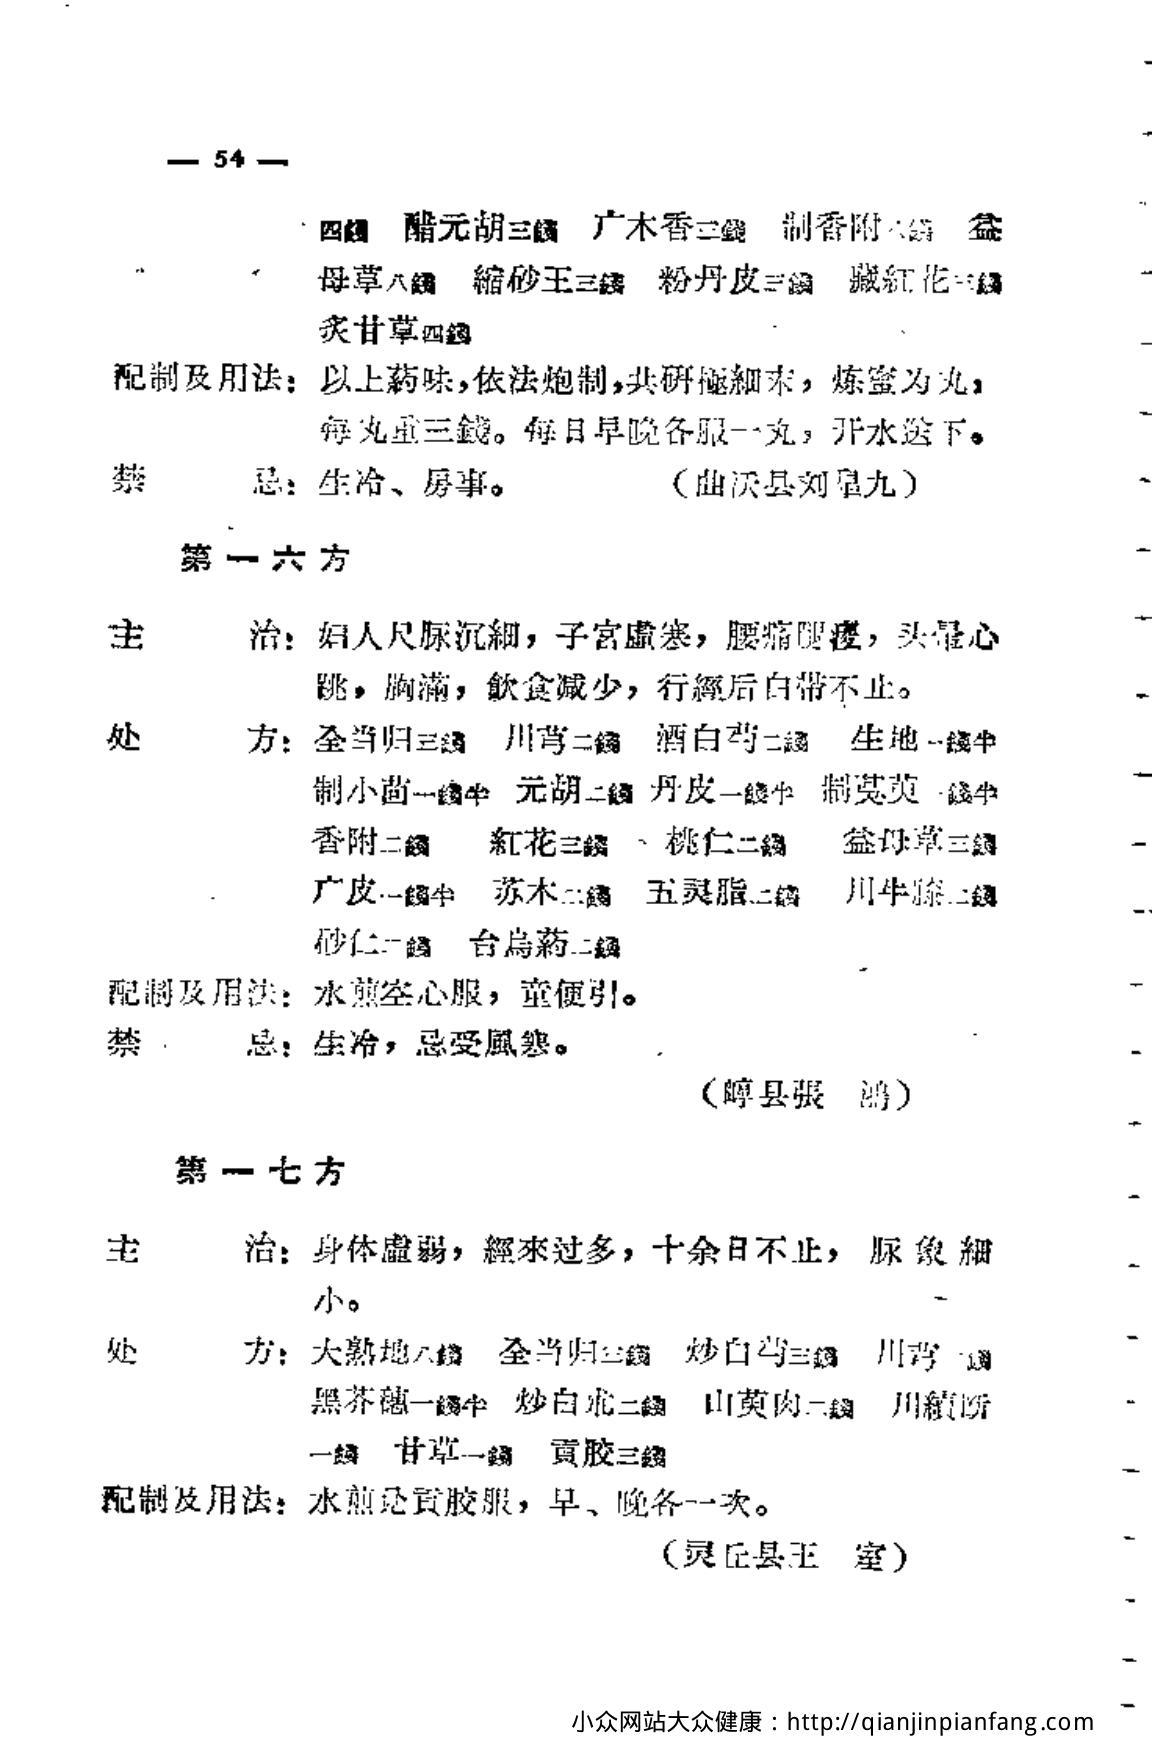 — 54 —
四錢 醋元胡三錢 广木香三錢 制香附八錢 益
母草八錢 縮砂王三錢 粉丹皮三錢 藏紅花三錢
炙甘草四錢
配制及用法：以上葯味，依法炮制，共研極細末，炼蜜为丸，
每丸重三錢。每日早晚各服一丸，开水送下。
禁 忌：生冷、房事。 （曲沃县刘星九）
第一六方
主 治：妇人尺脉沉細，子宮虛寒，腰痛腿痠，头晕心
跳，胸滿，飲食减少，行經后白带不止。
处 方：全当归三錢 川芎二錢 酒白芍二錢 生地一錢半
制小茴一錢半 元胡二錢 丹皮一錢半 制萸萸一錢半
香附二錢 紅花三錢 桃仁二錢 益母草三錢
广皮一錢半 苏木二錢 五灵脂二錢 川牛膝二錢
砂仁二錢 台烏葯二錢
配制及用法：水煎空心服，童便引。
禁 忌：生冷，忌受風寒。
（崞县張 鴻）
第一七方
主 治：身体虛弱，經來过多，十余日不止，脉象細
小。
处 方：大熟地八錢 全当归三錢 炒白芍三錢 川芎一錢
黑芥穗一錢半 炒白朮二錢 山萸肉二錢 川續断
一錢 甘草一錢 貢胶三錢
配制及用法：水煎兑貢胶服，早、晚各一次。
（灵丘县王 室）
小众网站大众健康：http://qianjinpianfang.com